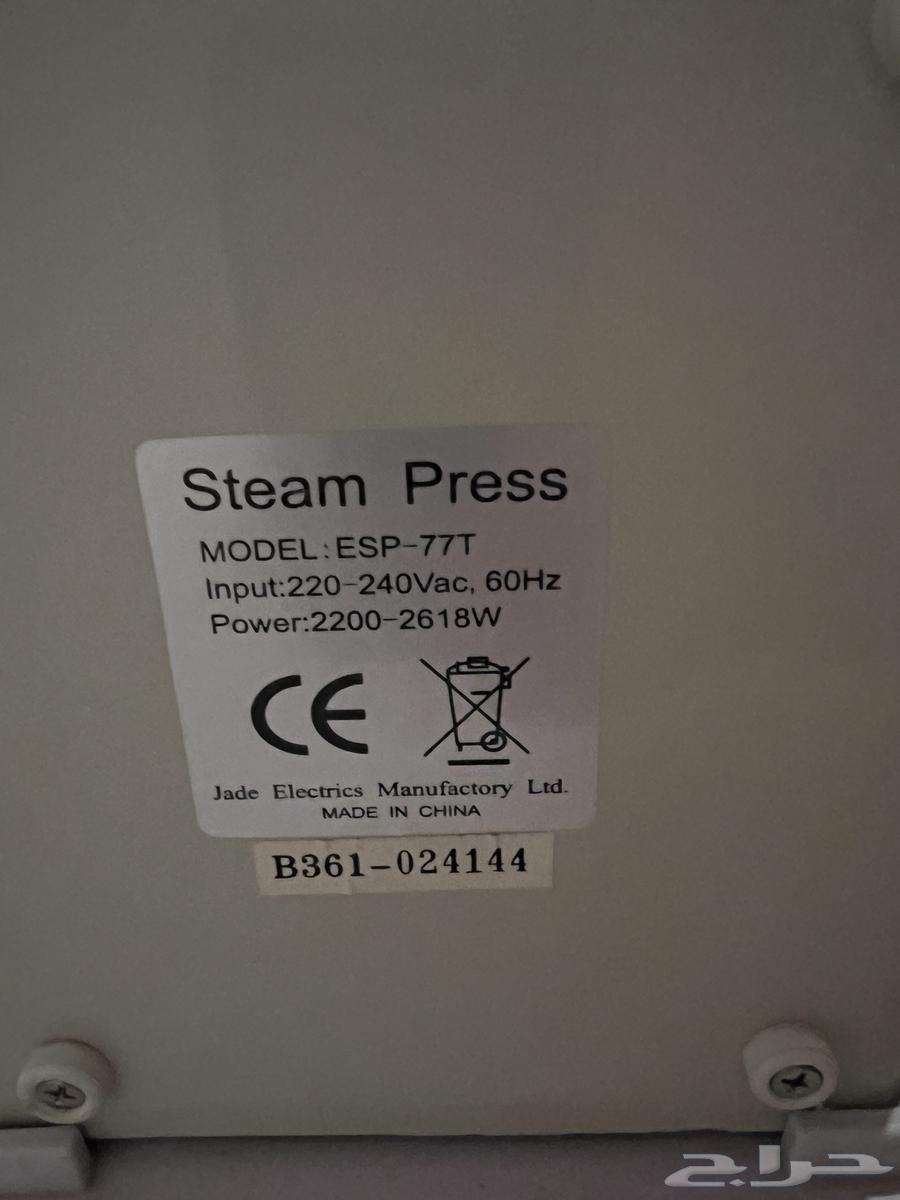 Steam Press
MODEL:ESP-77T
Input:220-240Vac, 60Hz
Power:2200-2618W
CE
Jade Electrics Manufactory Ltd.
MADE IN CHINA
B361-024144
حراج